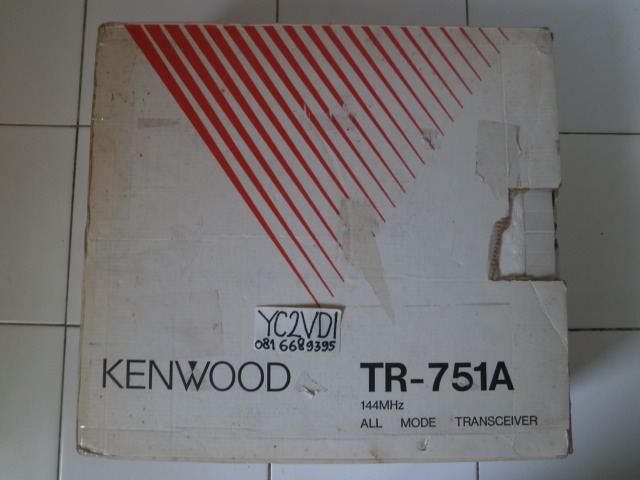 YC2VDI
081 6689395
KENWOOD
TR-751A
144MHz
ALL MODE TRANSCEIVER